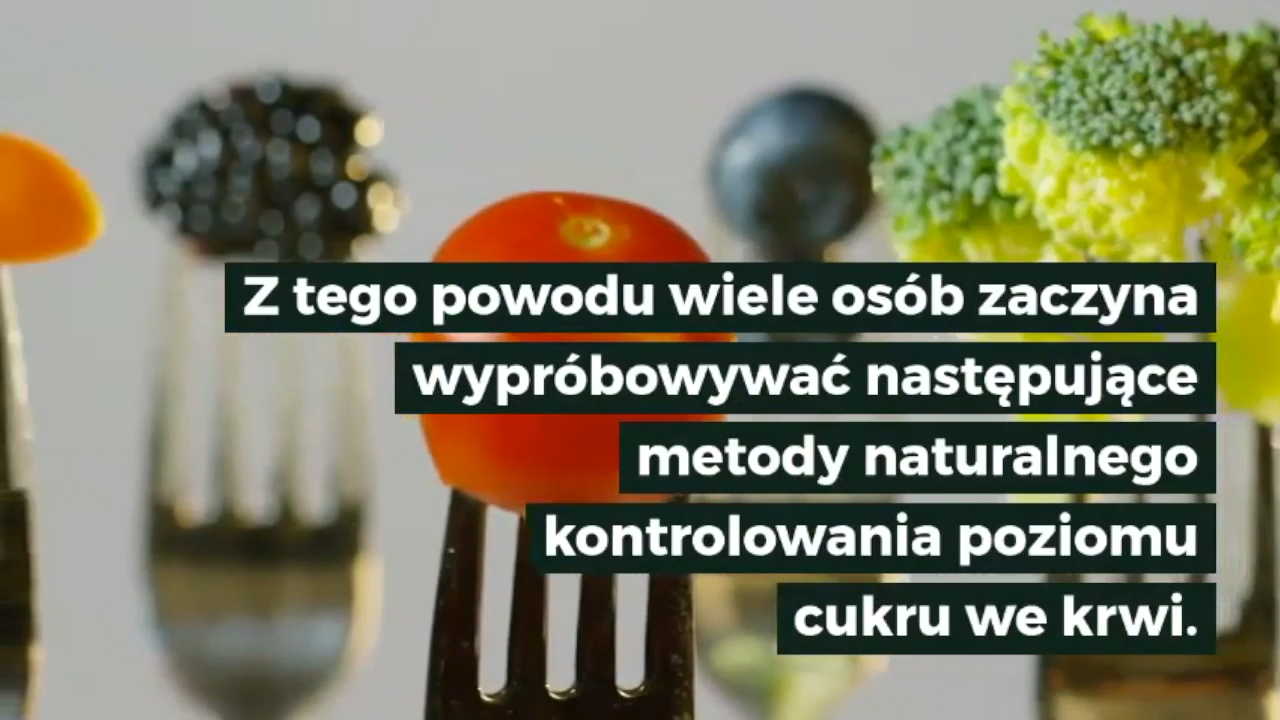 Z tego powodu wiele osób zaczyna
wypróbowywać następujące
metody naturalnego
kontrolowania poziomu
cukru we krwi.